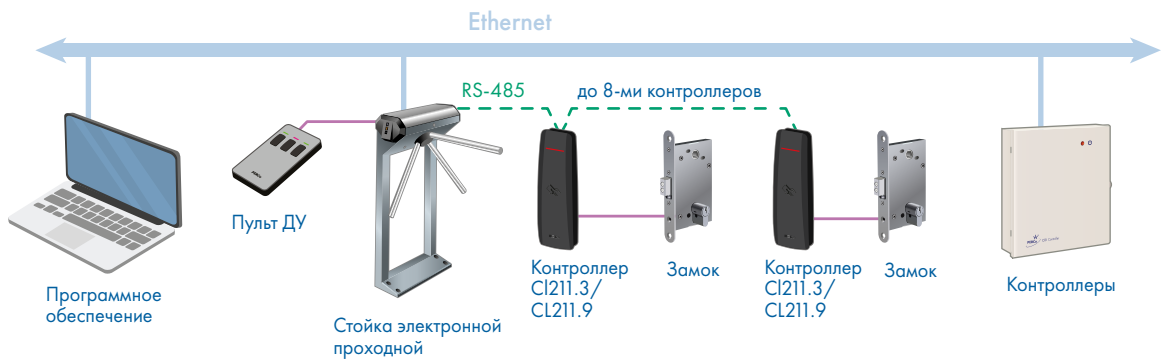 Ethernet
RS-485
до 8-ми контроллеров
Пульт ДУ
Программное
обеспечение
Стойка электронной
проходной
Контроллер
Cl211.3/
CL211.9
Замок
Контроллер
Cl211.3/
CL211.9
Замок
Контроллеры